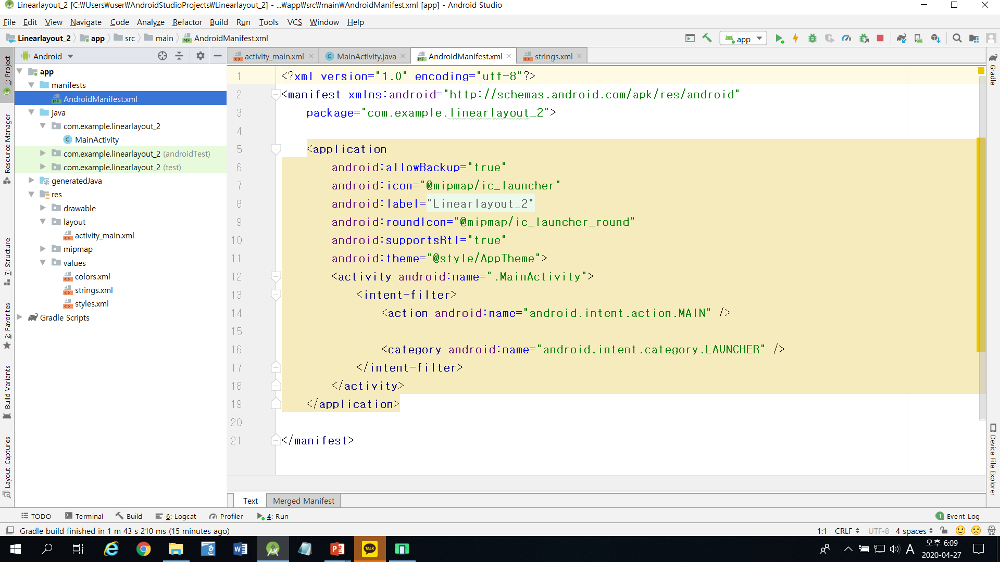 Linearlayout_2 [C:₩Users₩user₩AndroidStudioProjects₩Linearlayout_2] - ...₩app₩src₩main₩AndroidManifest.xml [app] - Android Studio
File Edit View Navigate Code Analyze Refactor Build Run Tools VCS Window Help
Linearlayout_2 app src main AndroidManifest.xml app
Android
activity_main.xml MainActivity.java AndroidManifest.xml strings.xml
1: Project
Resource Manager
7: Structure
2: Favorites
Build Variants
Layout Captures
app
manifests
AndroidManifest.xml
java
com.example.linearlayout_2
MainActivity
com.example.linearlayout_2 (androidTest)
com.example.linearlayout_2 (test)
generatedJava
res
drawable
layout
activity_main.xml
mipmap
values
colors.xml
strings.xml
styles.xml
Gradle Scripts
1 <?xml version="1.0" encoding="utf-8"?>
2 <manifest xmlns:android="http://schemas.android.com/apk/res/android"
3 package="com.example.linearlayout_2">
4
5 <application
6 android:allowBackup="true"
7 android:icon="@mipmap/ic_launcher"
8 android:label="Linearlayout_2"
9 android:roundIcon="@mipmap/ic_launcher_round"
10 android:supportsRtl="true"
11 android:theme="@style/AppTheme">
12 <activity android:name=".MainActivity">
13 <intent-filter>
14 <action android:name="android.intent.action.MAIN" />
15
16 <category android:name="android.intent.category.LAUNCHER" />
17 </intent-filter>
18 </activity>
19 </application>
20
21 </manifest>
Gradle
Device File Explorer
Text Merged Manifest
TODO Terminal Build 6: Logcat Profiler 4: Run 1 Event Log
Gradle build finished in 1 m 43 s 210 ms (15 minutes ago) 1:1 CRLF UTF-8 4 spaces
TALK
A
오후 6:09
2020-04-27